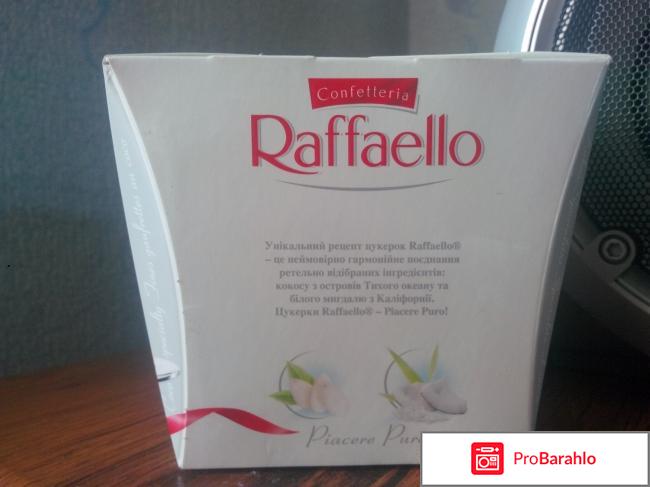 Confetteria
Raffaello
Унікальний рецепт цукерок Raffaello®
– це неймовірно гармонійне поєднання
ретельно відібраних інгредієнтів:
кокосу з островів Тихого океану та
білого мигдалю з Каліфорнії.
Цукерки Raffaello® – Piacere Puro!
Piacere Pur
ProBarahlo